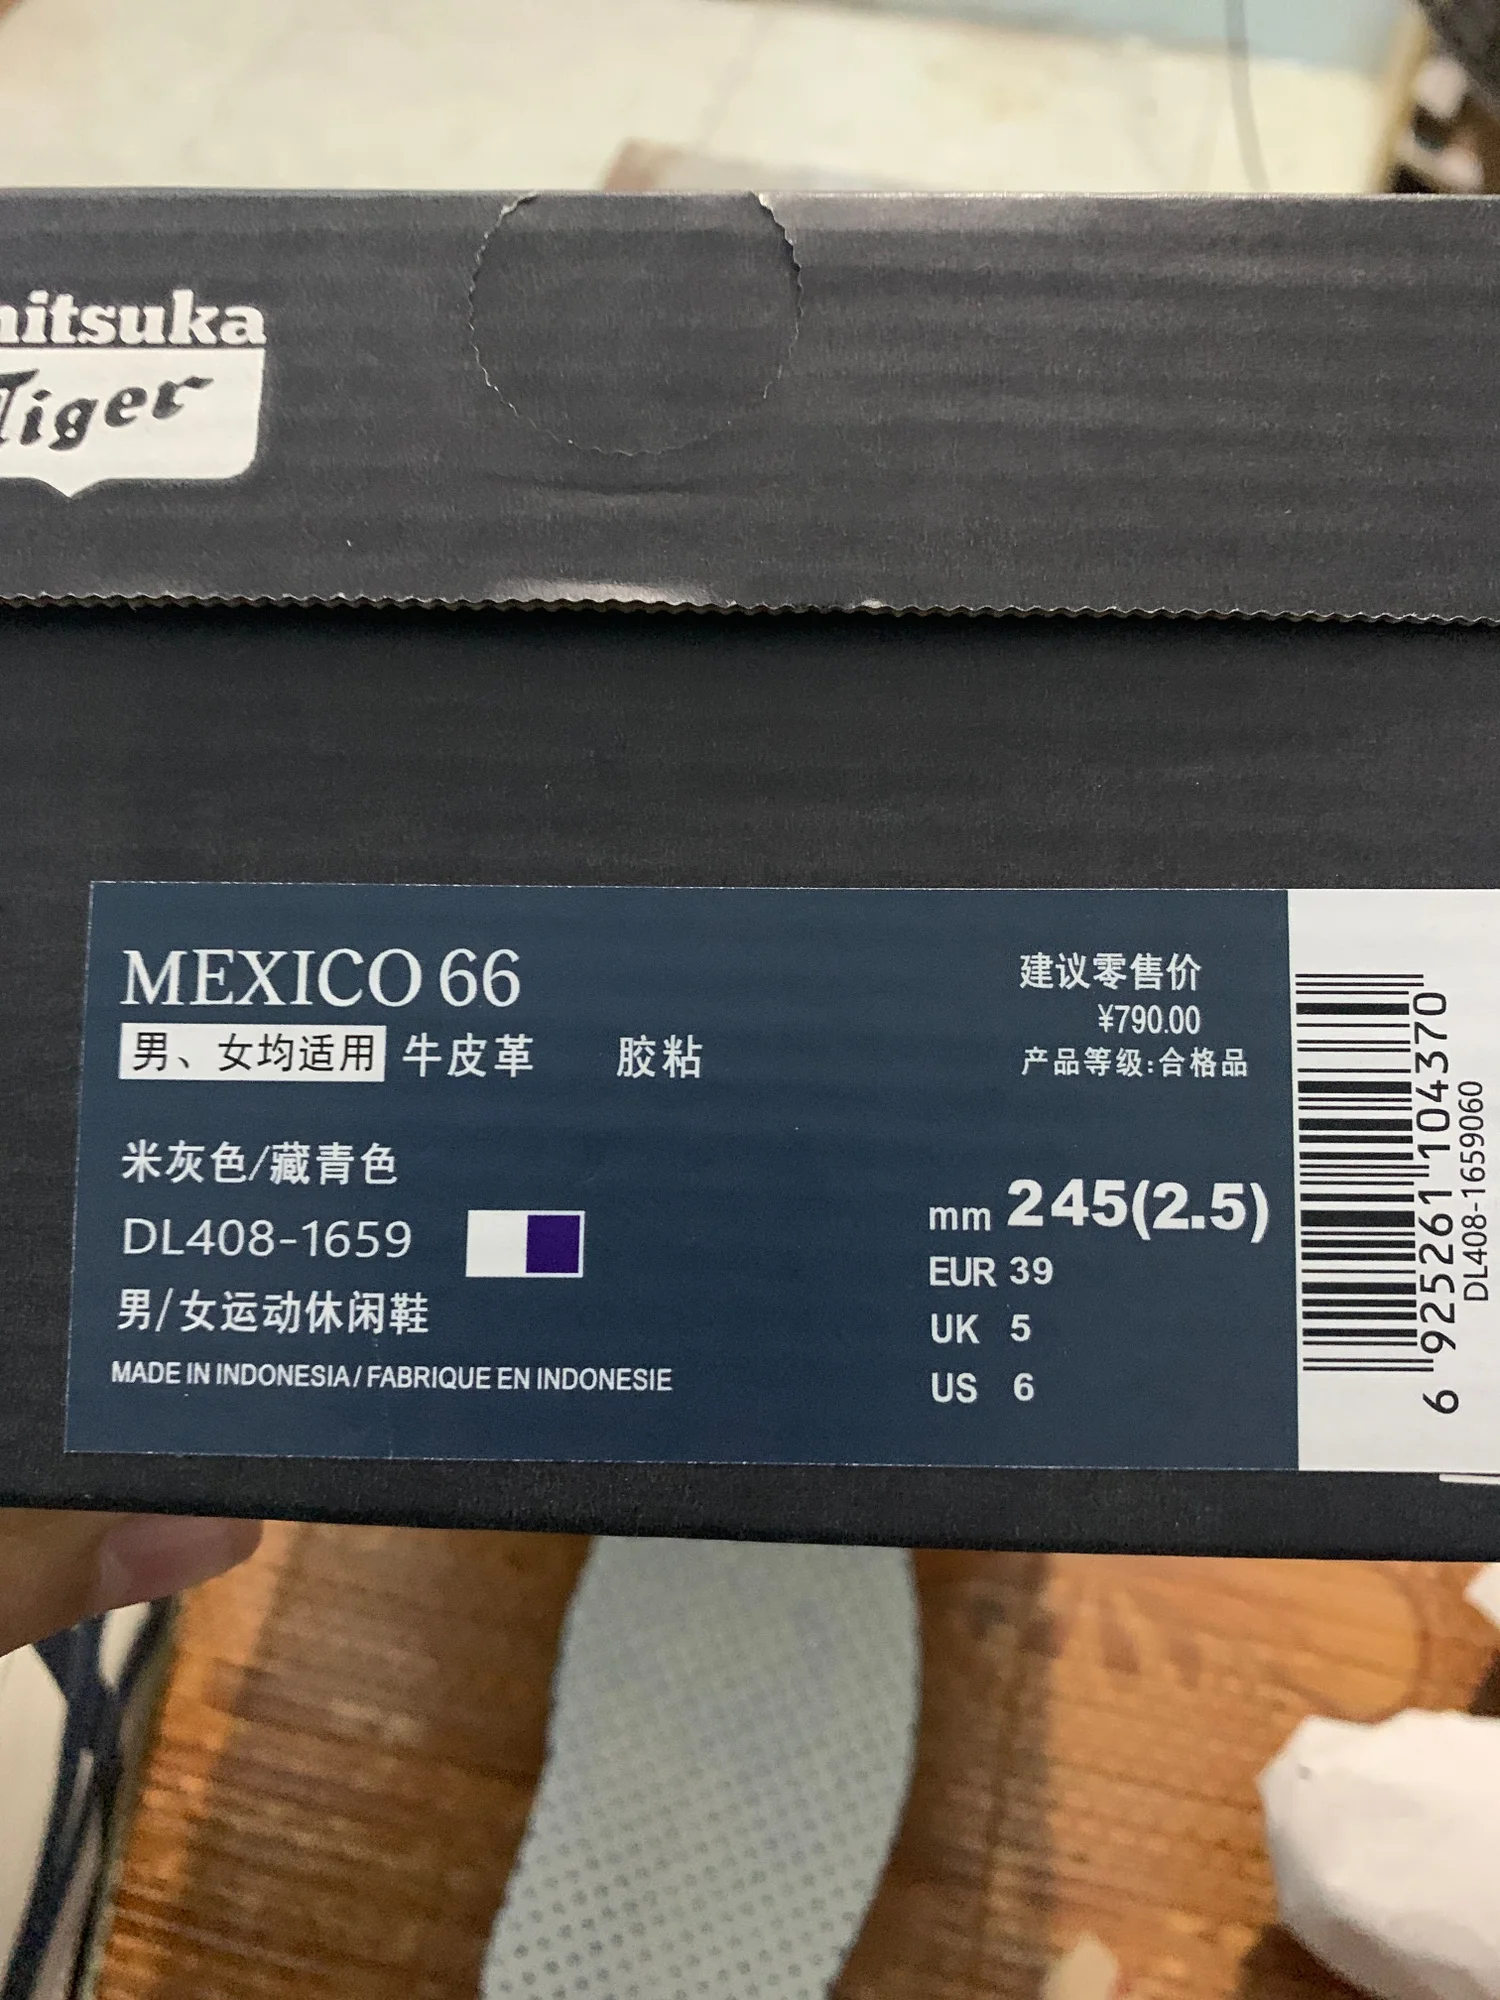 nitsuka
Tiger
MEXICO 66
男、女均适用 牛皮革 胶粘
建议零售价
¥790.00
产品等级:合格品
米灰色/藏青色
DL408-1659
男/女运动休闲鞋
MADE IN INDONESIA / FABRIQUE EN INDONESIE
mm 245(2.5)
EUR 39
UK 5
US 6
6 925261 104370
DL408-1659060